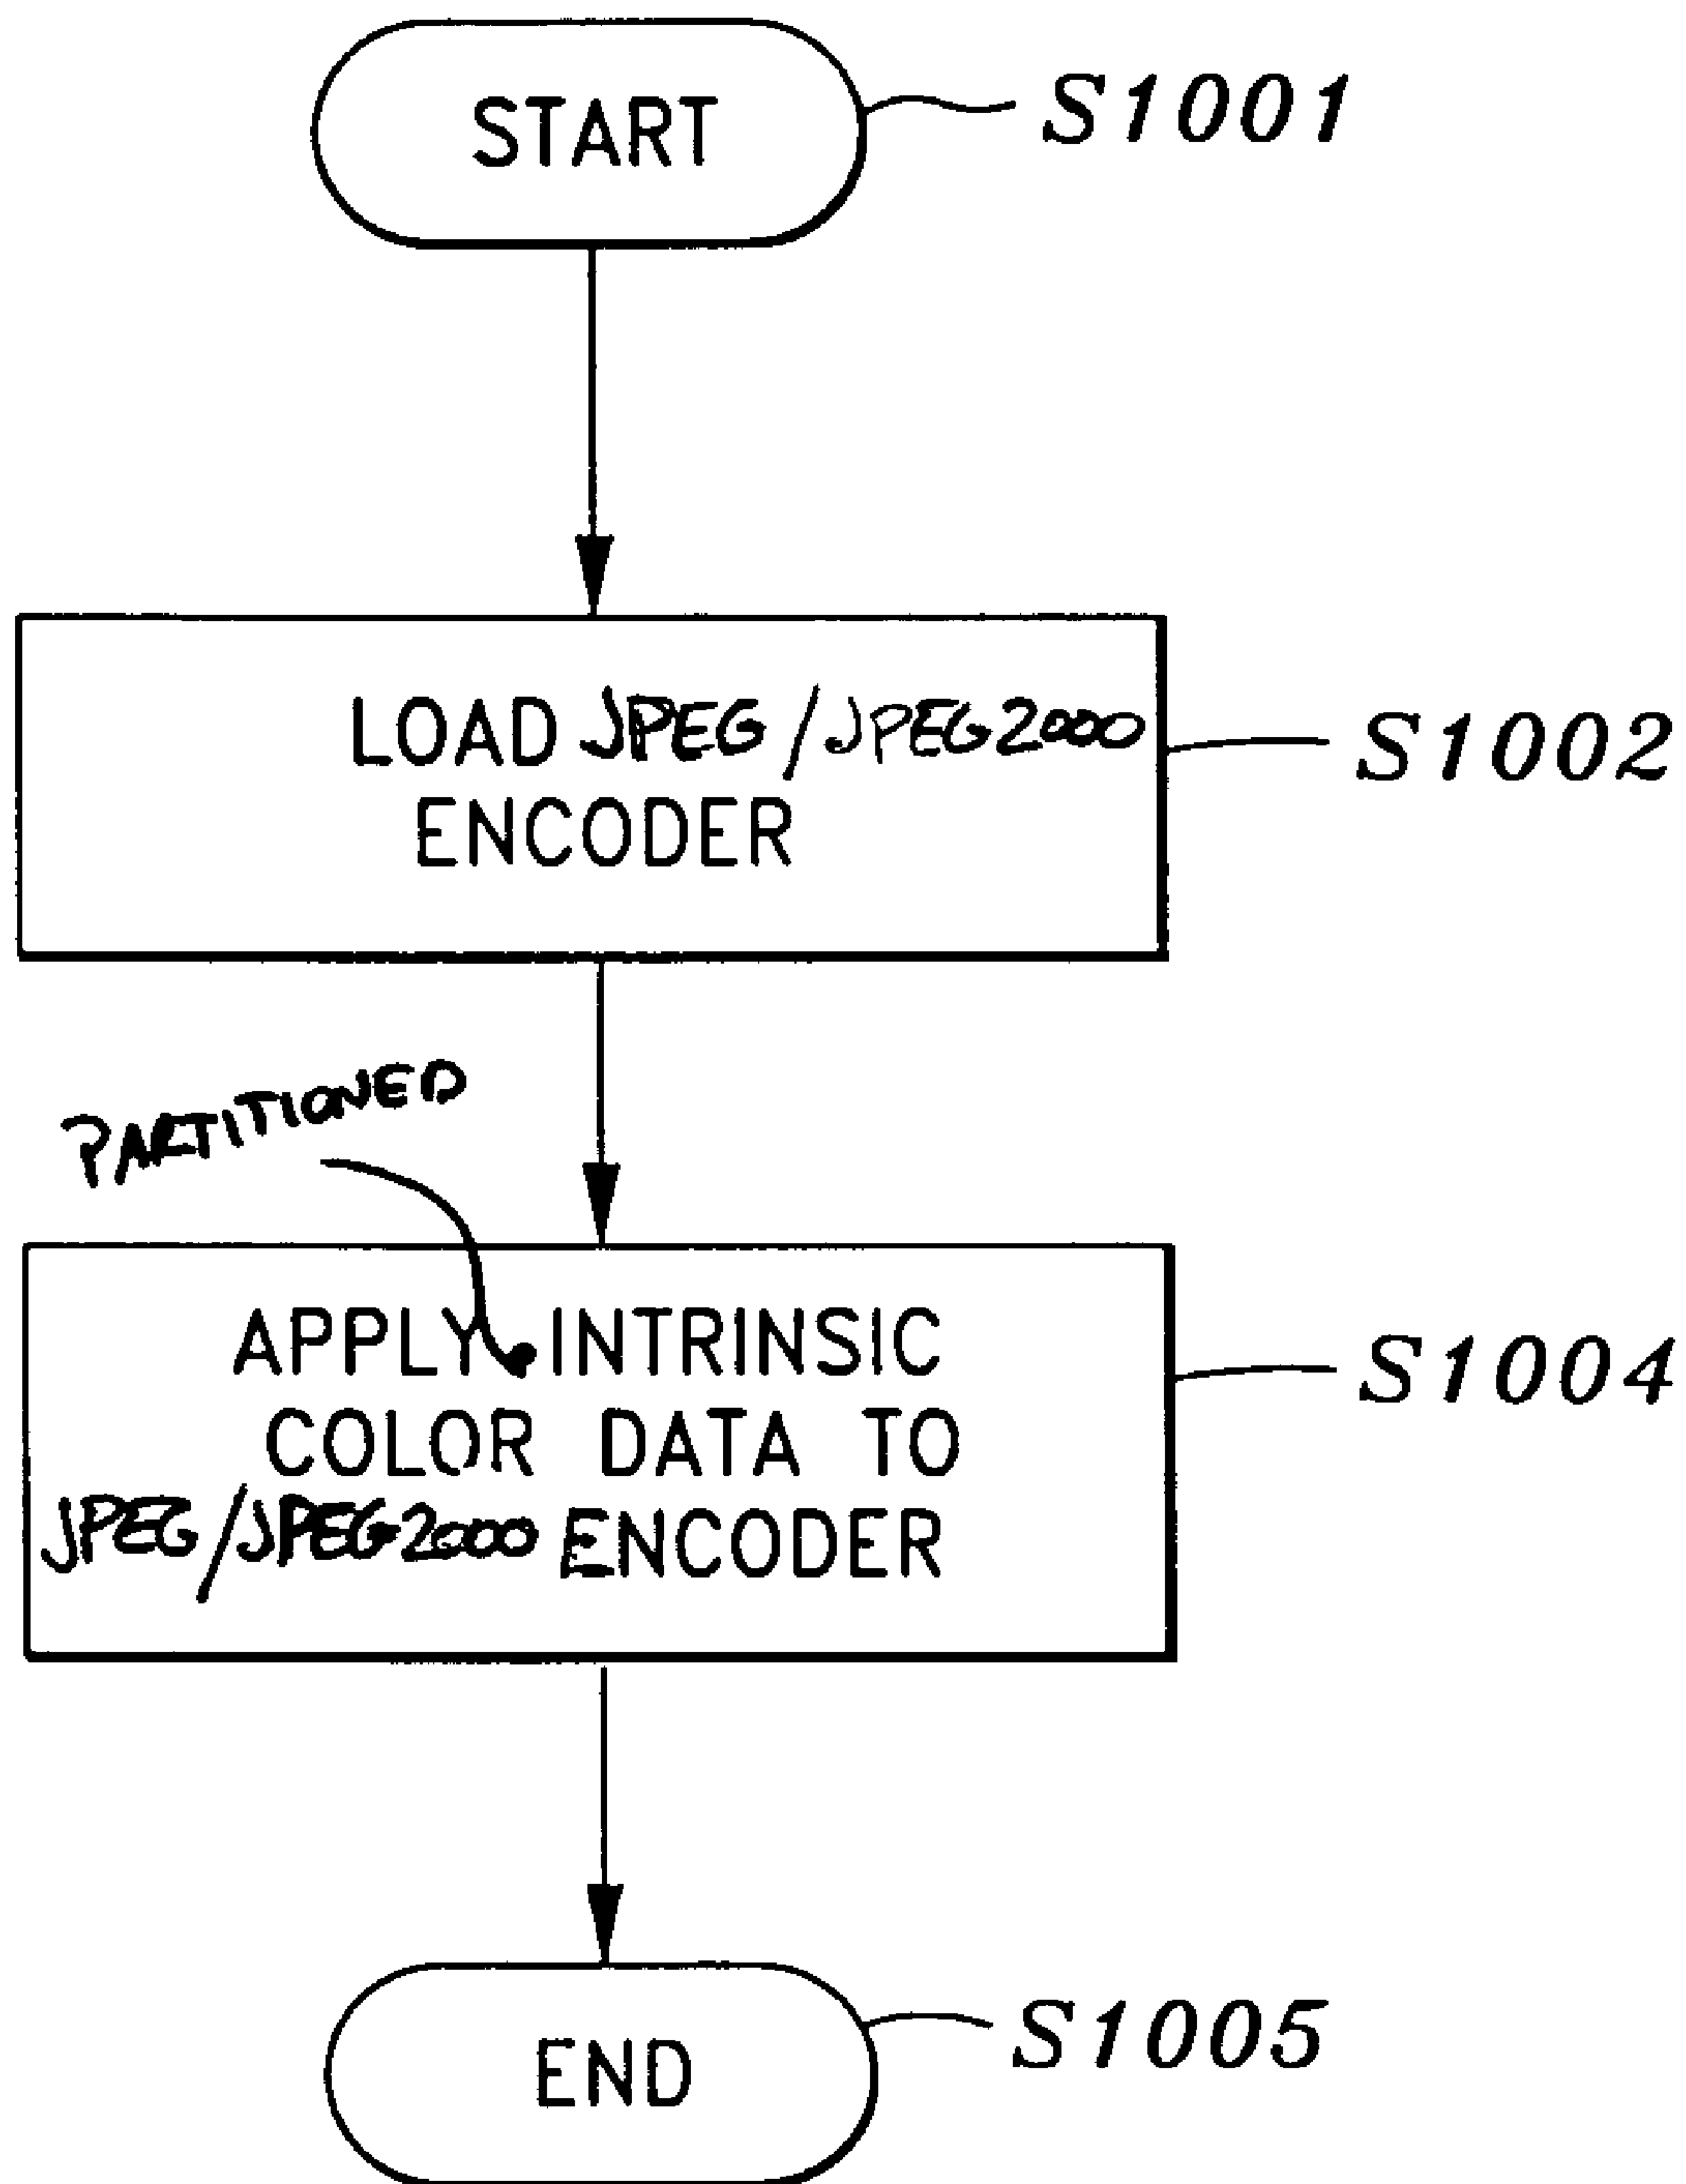 START
S1001
LOAD JPEG/JPEG2000
ENCODER
S1002
PARTITIONED
APPLY INTRINSIC
COLOR DATA TO
JPEG/JPEG2000 ENCODER
S1004
END
S1005